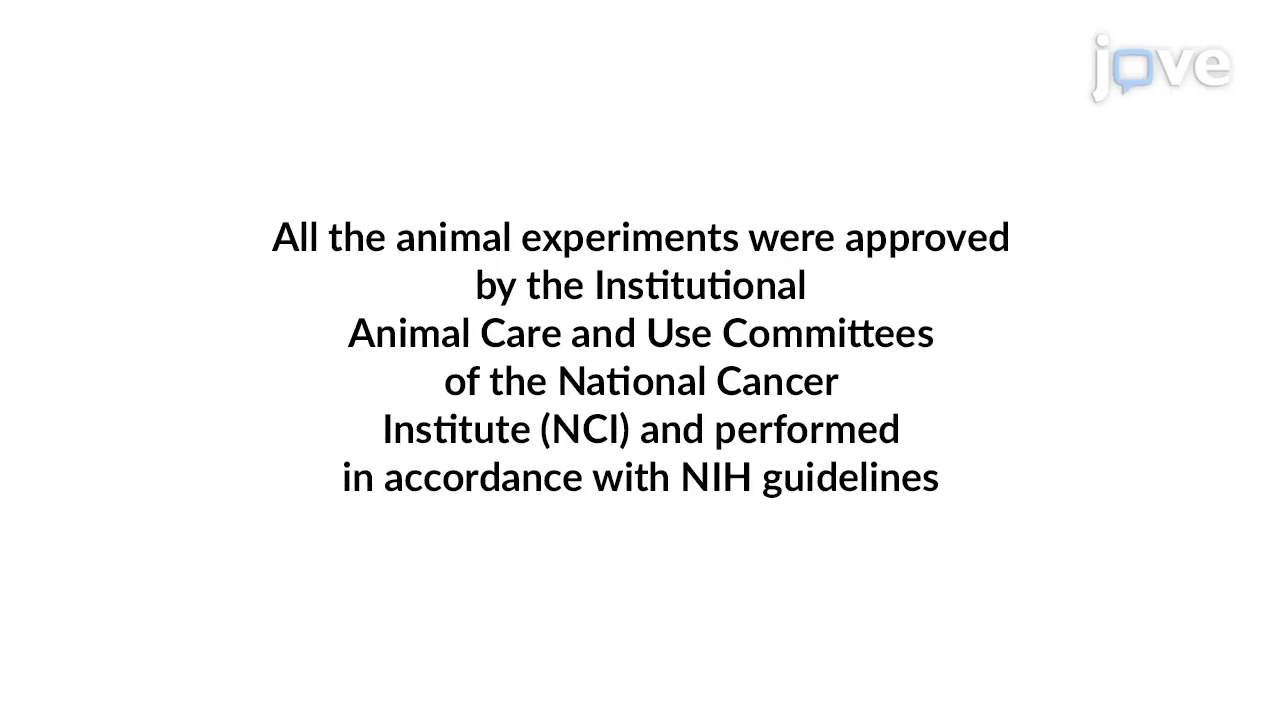 jove
All the animal experiments were approved
by the Institutional
Animal Care and Use Committees
of the National Cancer
Institute (NCI) and performed
in accordance with NIH guidelines